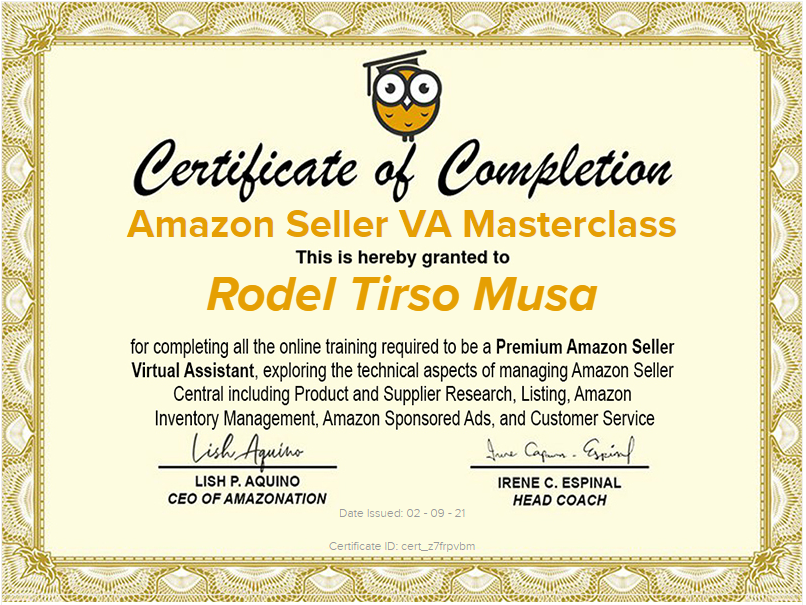 Certificate of Completion
Amazon Seller VA Masterclass
This is hereby granted to
Rodel Tirso Musa
for completing all the online training required to be a Premium Amazon Seller
Virtual Assistant, exploring the technical aspects of managing Amazon Seller
Central including Product and Supplier Research, Listing, Amazon
Inventory Management, Amazon Sponsored Ads, and Customer Service
Lish Aquino
LISH P. AQUINO
CEO OF AMAZONATION
Espinal
IRENE C. ESPINAL
HEAD COACH
Date Issued: 02 - 09 - 21
Certificate ID: cert_z7frpvbm